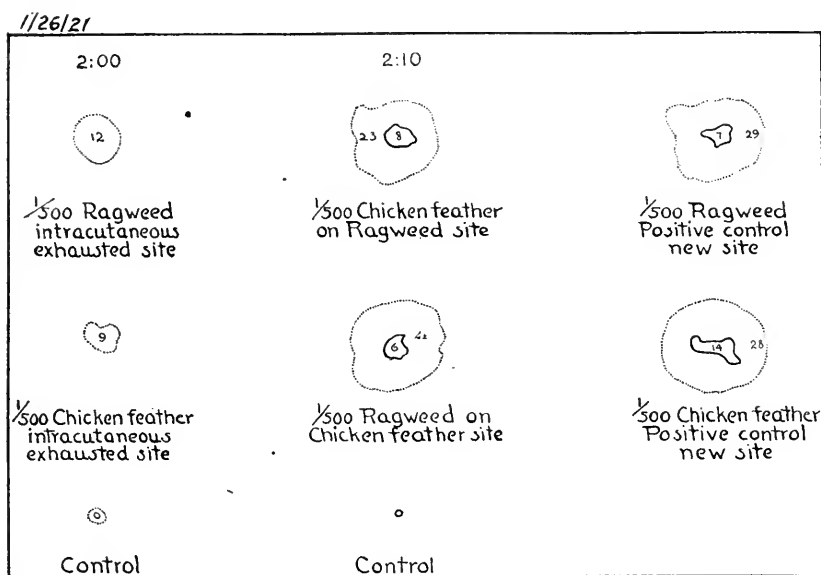 1/26/21
2:00
2:10
12
23 8
7 29
1/500 Ragweed
intracutaneous
exhausted site
1/500 Chicken feather
on Ragweed site
1/500 Ragweed
Positive control
new site
9
6
14 28
1/500 Chicken feather
intracutaneous
exhausted site
1/500 Ragweed on
Chicken feather site
1/500 Chicken feather
Positive control
new site
Control
Control